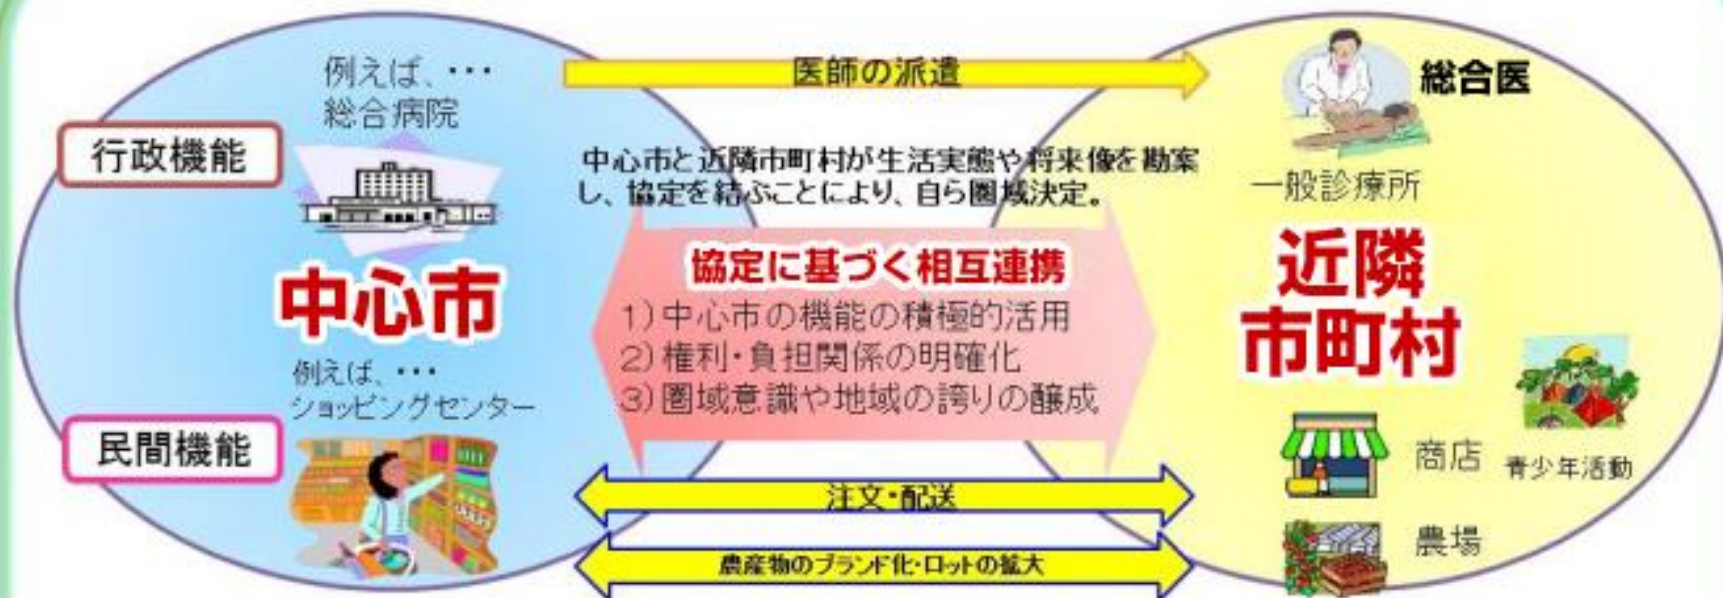 例えば、・・・
総合病院
行政機能
中心市
例えば、・・・
ショッピングセンター
民間機能
医師の派遣
中心市と近隣市町村が生活実態や将来像を勘案
し、協定を結ぶことにより、自ら圏域決定。
協定に基づく相互連携
1)中心市の機能の積極的活用
2)権利・負担関係の明確化
3)圏域意識や地域の誇りの醸成
注文・配送
農産物のブランド化・ロットの拡大
総合医
一般診療所
近隣
市町村
商店
青少年活動
農場